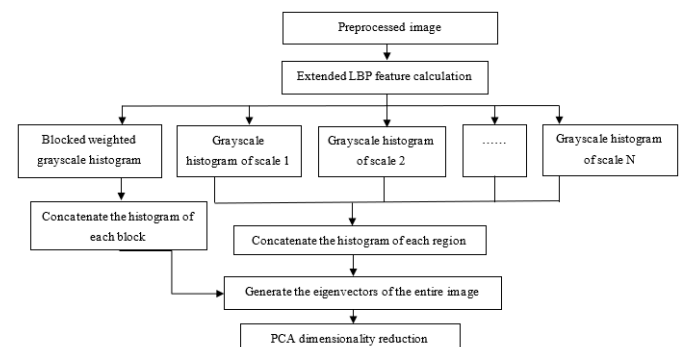 Preprocessed image
Extended LBP feature calculation
Blocked weighted
grayscale histogram
Grayscale
histogram of scale 1
Grayscale histogram
of scale 2
......
Grayscale histogram
of scale N
Concatenate the histogram of
each block
Concatenate the histogram of each region
Generate the eigenvectors of the entire image
PCA dimensionality reduction